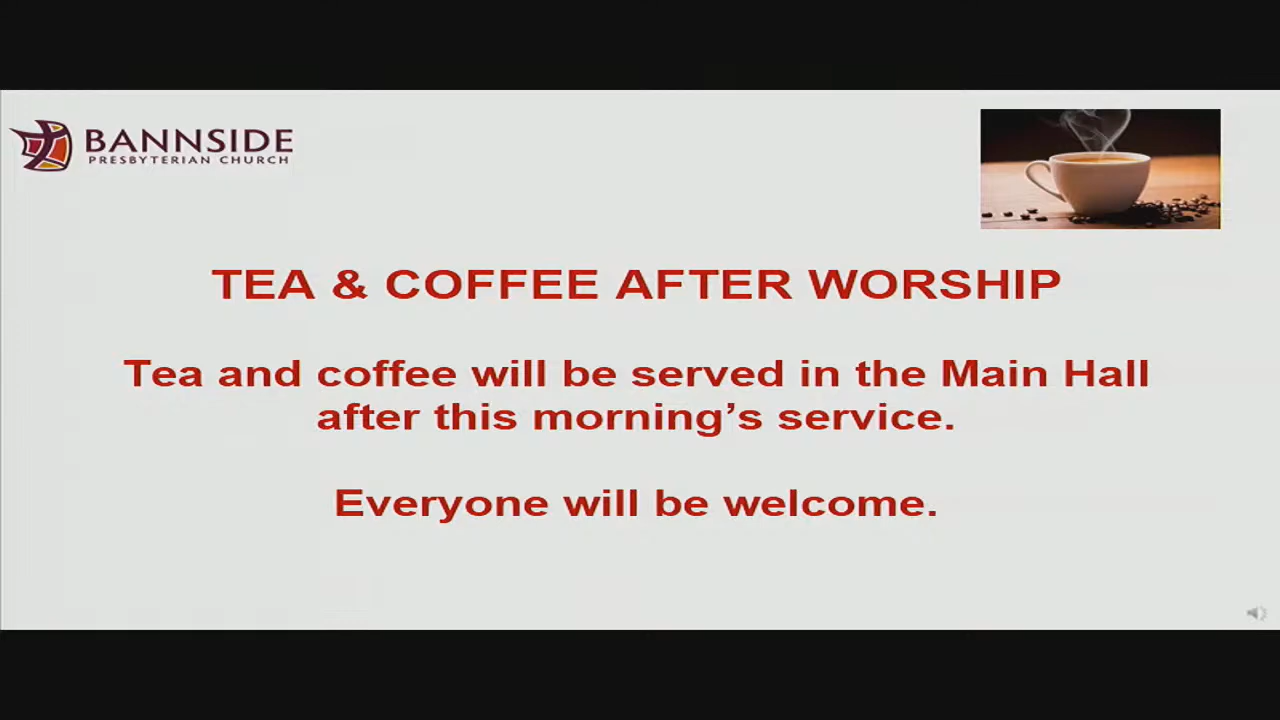 BANNSIDE
PRESBYTERIAN CHURCH
TEA & COFFEE AFTER WORSHIP
Tea and coffee will be served in the Main Hall
after this morning’s service.
Everyone will be welcome.